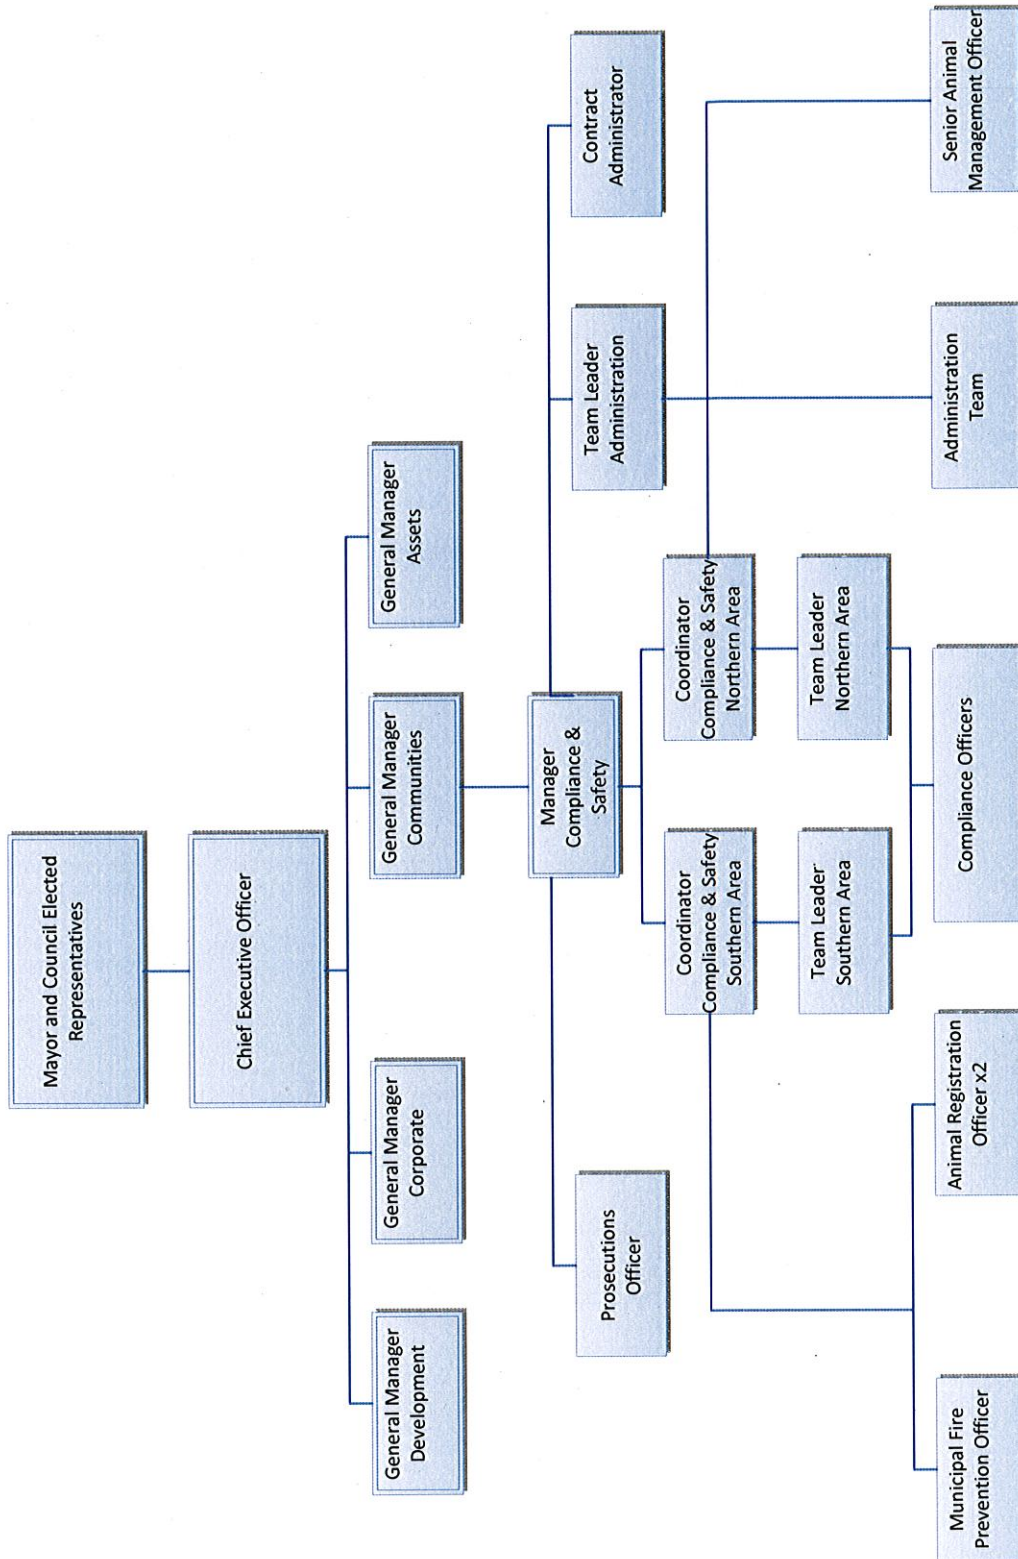 Mayor and Council Elected
Representatives
Chief Executive Officer
General Manager
Development
General Manager
Corporate
General Manager
Communities
General Manager
Assets
Prosecutions
Officer
Manager
Compliance &
Safety
Team Leader
Administration
Contract
Administrator
Coordinator
Compliance & Safety
Southern Area
Coordinator
Compliance & Safety
Northern Area
Team Leader
Southern Area
Team Leader
Northern Area
Municipal Fire
Prevention Officer
Animal Registration
Officer x2
Compliance Officers
Administration
Team
Senior Animal
Management Officer